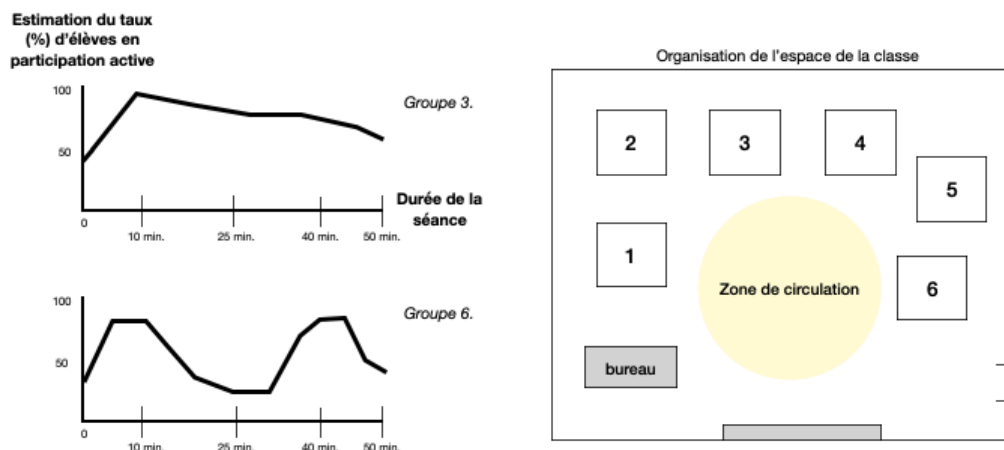 Estimation du taux
(%) d'élèves en
participation active
100
50
Groupe 3.
Durée de la
séance
0
10 min.
25 min.
40 min.
50 min.
100
50
Groupe 6.
0
10 min.
25 min.
40 min.
50 min.
Organisation de l'espace de la classe
2
3
4
5
1
6
Zone de circulation
bureau